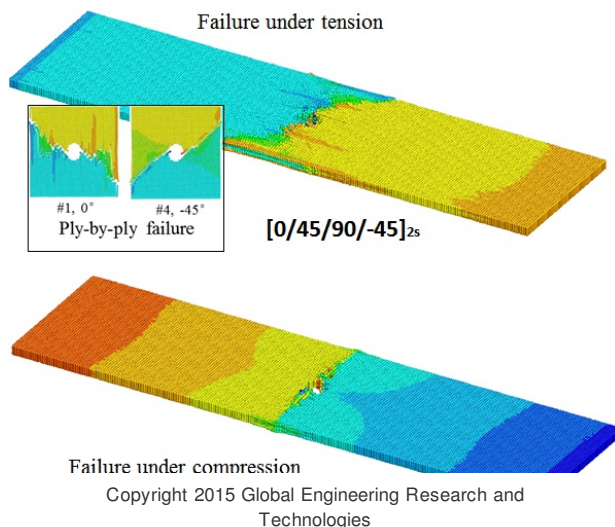 Failure under tension
#1, 0° #4, -45°
Ply-by-ply failure
[0/45/90/-45]2s
Failure under compression
Copyright 2015 Global Engineering Research and
Technologies